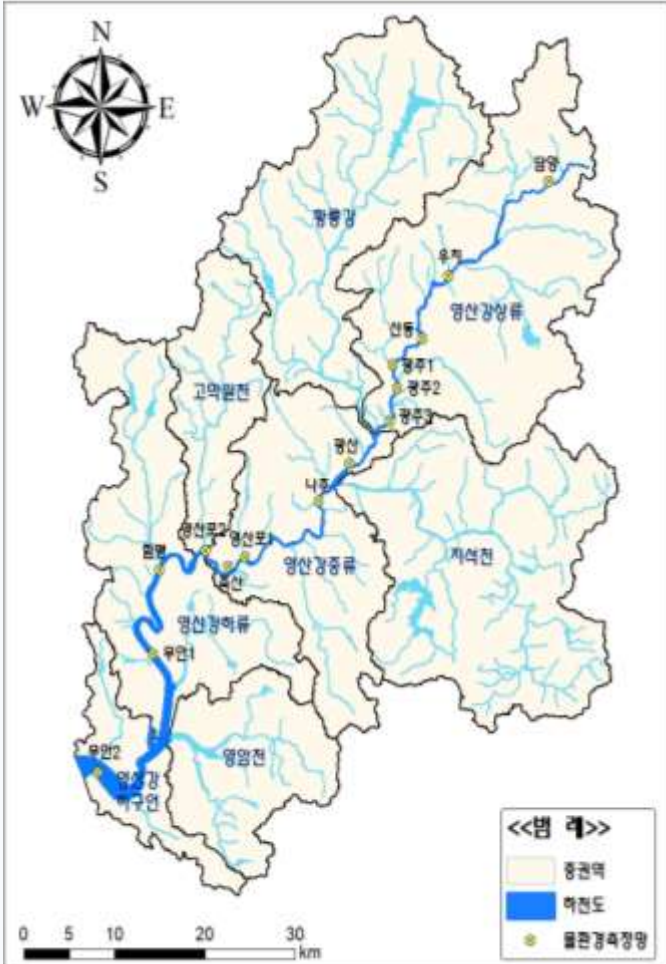 N
W E
S
담양
황룡강
우치
영산강상류
산동
광주1
고막원천
광주2
광주3
광산
나주
지석천
영산포2
영산포1
함평
죽산
영산강중류
영산강하류
무안1
무안2
영산강
하구언
영암천
<<범 례>>
중권역
하천도
물환경측정망
0 5 10 20 30
km